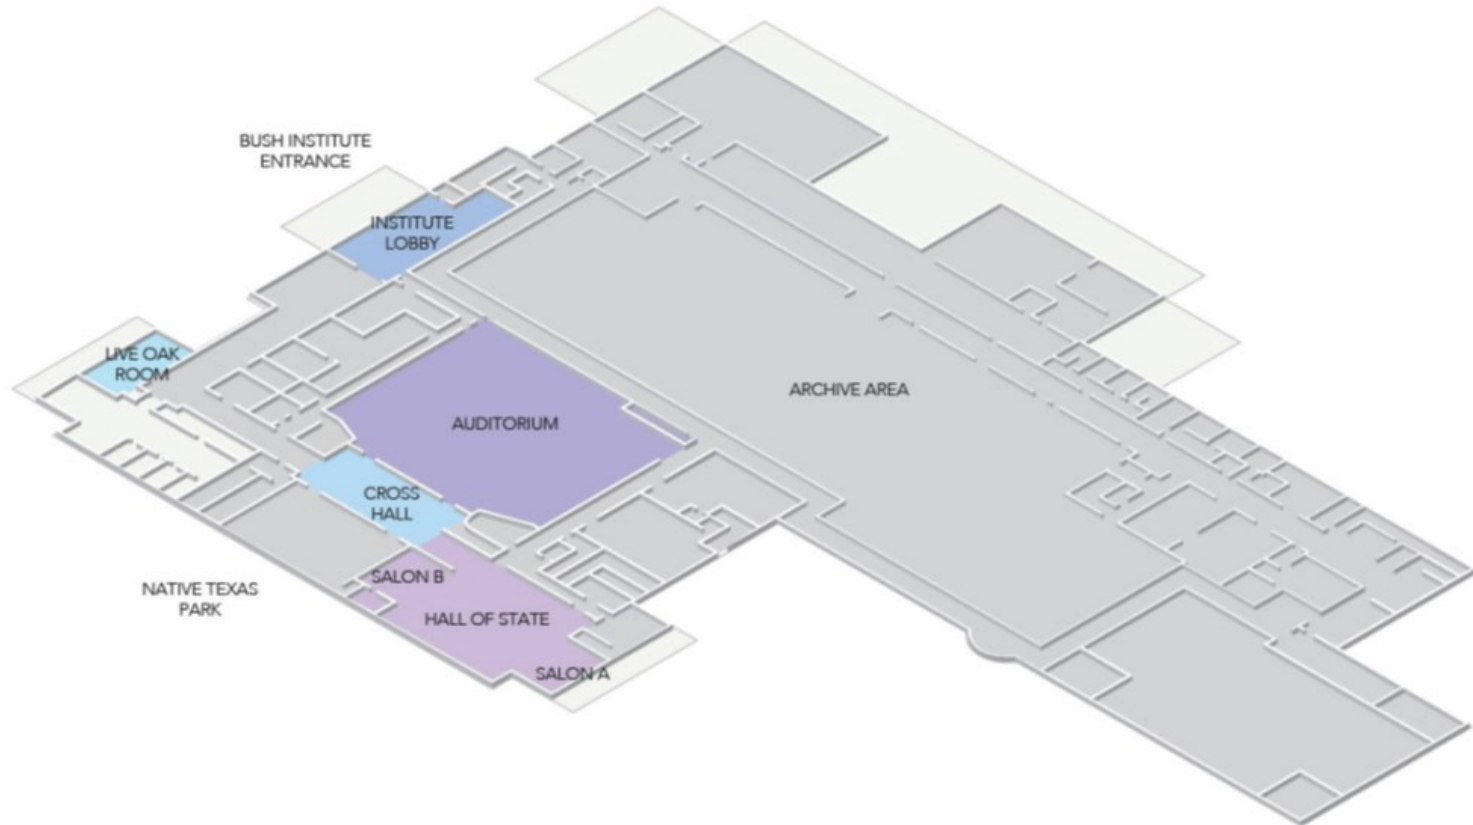 BUSH INSTITUTE
ENTRANCE
INSTITUTE
LOBBY
LIVE OAK
ROOM
ARCHIVE AREA
AUDITORIUM
CROSS
HALL
SALON B
NATIVE TEXAS
PARK
HALL OF STATE
SALON A